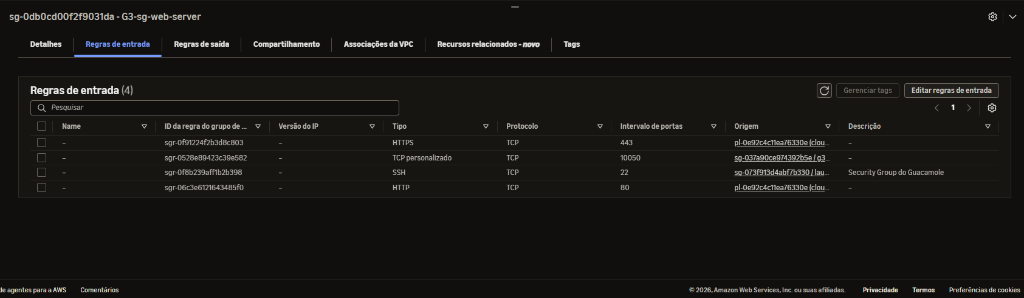 sg-0db0cd00f2f9031da - G3-sg-web-server
Detalhes Regras de entrada Regras de saída Compartilhamento Associações da VPC Recursos relacionados - novo Tags
Regras de entrada (4) Gerenciar tags Editar regras de entrada
Pesquisar 1
Name ID da regra do grupo de ... Versão do IP Tipo Protocolo Intervalo de portas Origem Descrição
– sgr-0f91224f2b3d8c803 – HTTPS TCP 443 pl-0e92c4c11ea76330e (clou... –
– sgr-0528e89423c39e582 – TCP personalizado TCP 10050 sg-037a90ce974392b5e / g3... –
– sgr-0f8b239aff1b2b398 – SSH TCP 22 sg-073f913d4abf7b330 / lau... Security Group do Guacamole
– sgr-06c3e6121643485f0 – HTTP TCP 80 pl-0e92c4c11ea76330e (clou... –
de agentes para a AWS Comentários © 2026, Amazon Web Services, Inc. ou suas afiliadas. Privacidade Termos Preferências de cookies